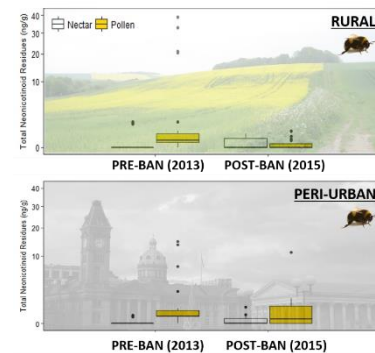 RURAL
Nectar Pollen
Total Neonicotinoid Residues (ng/g)
40
30
20
10
0
PRE-BAN (2013) POST-BAN (2015)
PERI-URBAN
Total Neonicotinoid Residues (ng/g)
40
30
20
10
0
PRE-BAN (2013) POST-BAN (2015)